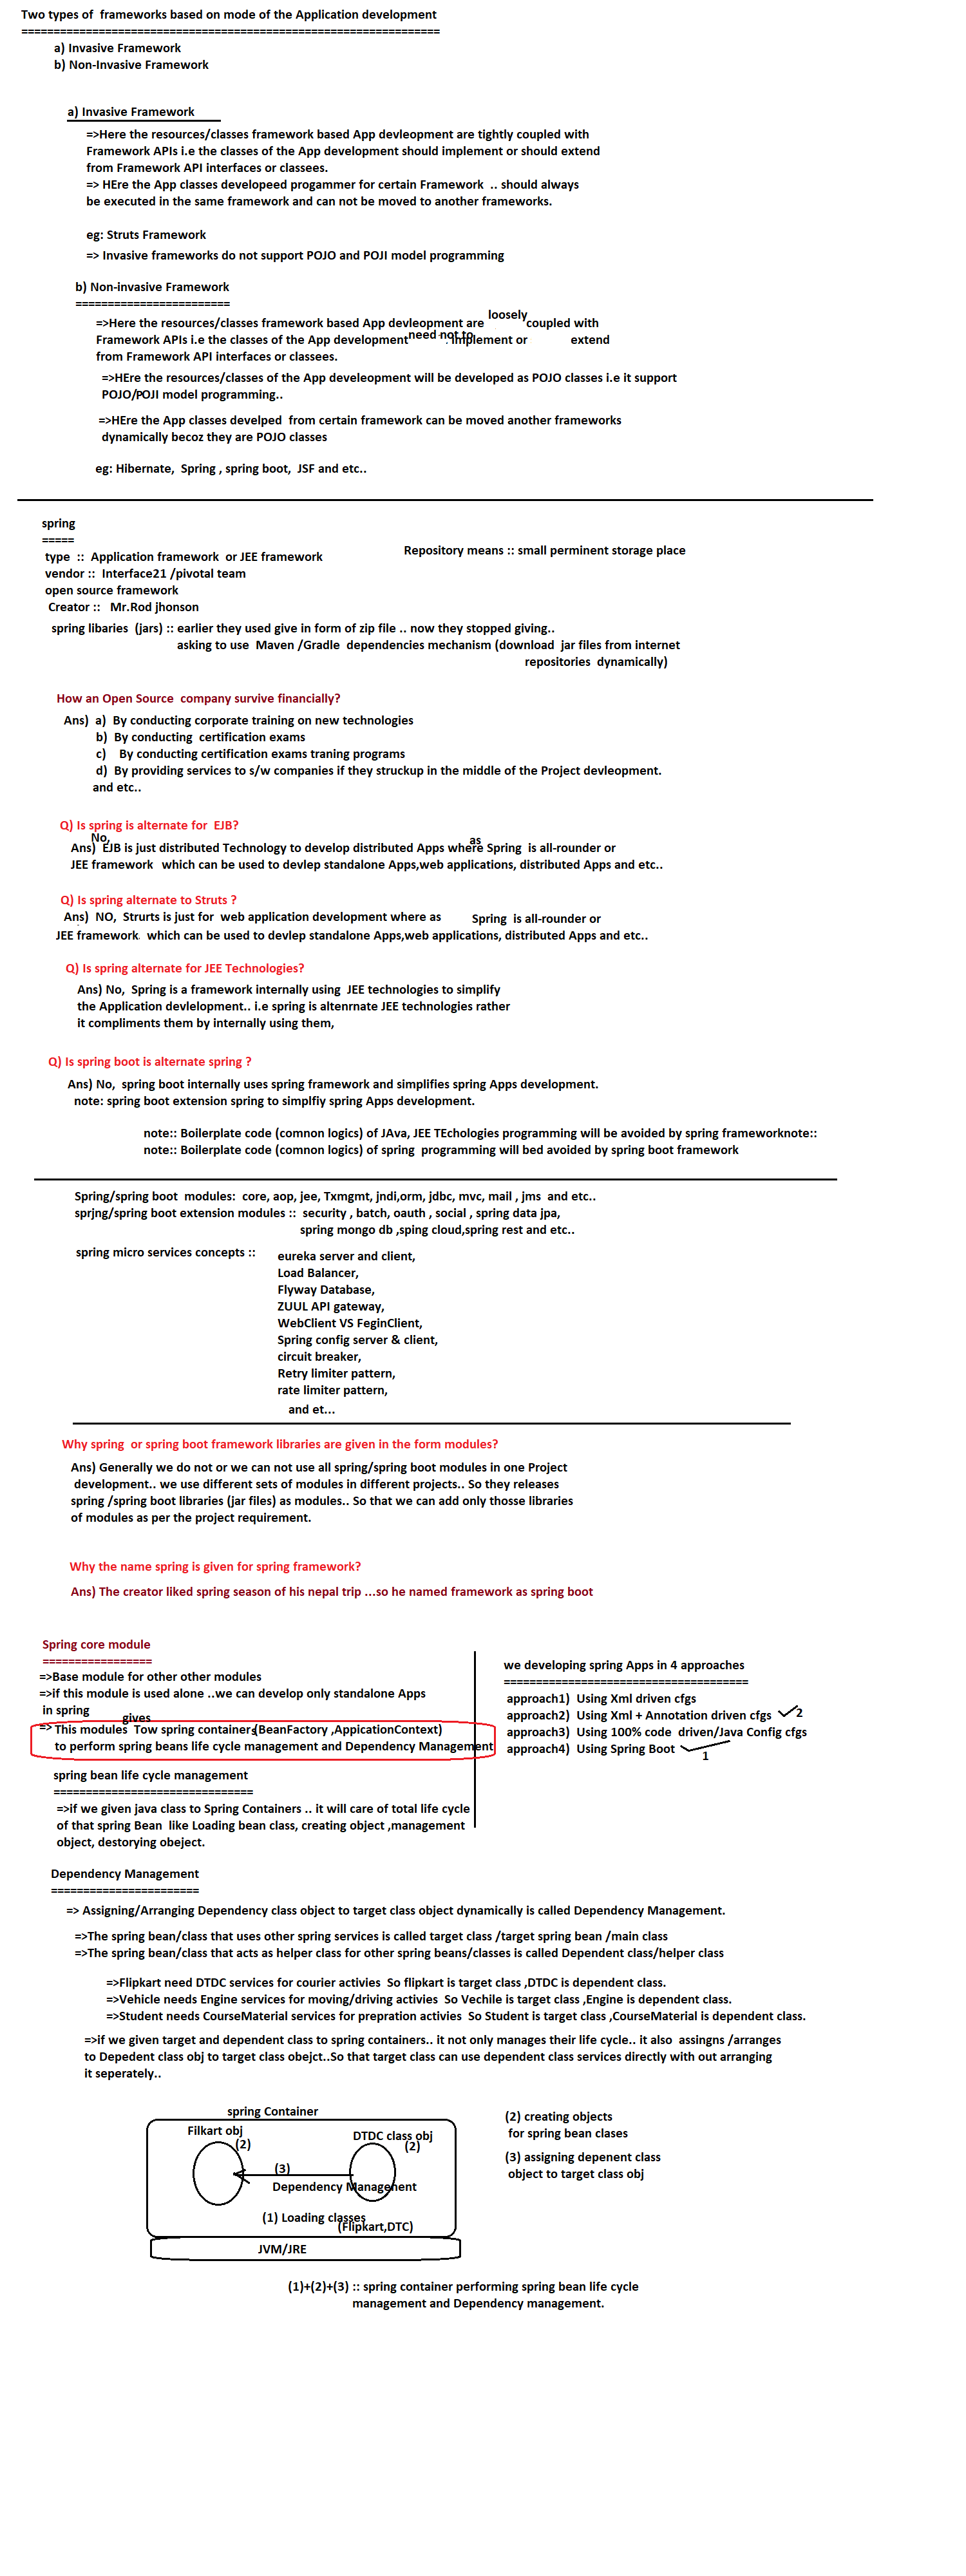 Two types of  frameworks based on mode of the Application development
=================================================================
a) Invasive Framework
b) Non-Invasive Framework
a) Invasive Framework
=>Here the resources/classes framework based App devleopment are tightly coupled with
Framework APIs i.e the classes of the App development should implement or should extend
from Framework API interfaces or classees.
=> HEre the App classes developeed progammer for certain Framework  .. should always
be executed in the same framework and can not be moved to another frameworks.
eg: Struts Framework
=> Invasive frameworks do not support POJO and POJI model programming
b) Non-invasive Framework
========================
=>Here the resources/classes framework based App devleopment are loosely coupled with
Framework APIs i.e the classes of the App development need not to implement or extend
from Framework API interfaces or classees.
=>HEre the resources/classes of the App develeopment will be developed as POJO classes i.e it support
POJO/POJI model programming..
=>HEre the App classes develped  from certain framework can be moved another frameworks
dynamically becoz they are POJO classes
eg: Hibernate,  Spring , spring boot,  JSF and etc..
spring
=====
type  ::  Application framework  or JEE framework
Repository means :: small perminent storage place
vendor ::  Interface21 /pivotal team
open source framework
Creator ::   Mr.Rod jhonson
spring libaries  (jars) :: earlier they used give in form of zip file .. now they stopped giving..
asking to use  Maven /Gradle  dependencies mechanism (download  jar files from internet
repositories  dynamically)
How an Open Source  company survive financially?
Ans)  a)  By conducting corporate training on new technologies
b)  By conducting  certification exams
c)    By conducting certification exams traning programs
d)  By providing services to s/w companies if they struckup in the middle of the Project devleopment.
and etc..
Q) Is spring is alternate for  EJB?
Ans)  No, EJB is just distributed Technology to develop distributed Apps where as Spring  is all-rounder or
JEE framework  which can be used to devlep standalone Apps,web applications, distributed Apps and etc..
Q) Is spring alternate to Struts ?
Ans)  NO,  Strurts is just for  web application development where as Spring  is all-rounder or
JEE framework  which can be used to devlep standalone Apps,web applications, distributed Apps and etc..
Q) Is spring alternate for JEE Technologies?
Ans) No,  Spring is a framework internally using  JEE technologies to simplify
the Application devlelopment.. i.e spring is altenrnate JEE technologies rather
it compliments them by internally using them,
Q) Is spring boot is alternate spring ?
Ans) No,  spring boot internally uses spring framework and simplifies spring Apps development.
note: spring boot extension spring to simplfiy spring Apps development.
note:: Boilerplate code (comnon logics) of JAva, JEE TEchologies programming will be avoided by spring frameworknote::
note:: Boilerplate code (comnon logics) of spring  programming will bed avoided by spring boot framework
Spring/spring boot  modules:  core, aop, jee, Txmgmt, jndi,orm, jdbc, mvc, mail , jms  and etc..
sprjng/spring boot extension modules ::  security , batch, oauth , social , spring data jpa,
spring mongo db ,sping cloud,spring rest and etc..
spring micro services concepts ::
eureka server and client,
Load Balancer,
Flyway Database,
ZUUL API gateway,
WebClient VS FeginClient,
Spring config server & client,
circuit breaker,
Retry limiter pattern,
rate limiter pattern,
and et...
Why spring  or spring boot framework libraries are given in the form modules?
Ans) Generally we do not or we can not use all spring/spring boot modules in one Project
development.. we use different sets of modules in different projects.. So they releases
spring /spring boot libraries (jar files) as modules.. So that we can add only thosse libraries
of modules as per the project requirement.
Why the name spring is given for spring framework?
Ans) The creator liked spring season of his nepal trip ...so he named framework as spring boot
Spring core module
=================
=>Base module for other other modules
=>if this module is used alone ..we can develop only standalone Apps
in spring
=> This modules gives Tow spring containers(BeanFactory ,AppicationContext)
to perform spring beans life cycle management and Dependency Management
we developing spring Apps in 4 approaches
======================================
approach1)  Using Xml driven cfgs
approach2)  Using Xml + Annotation driven cfgs 2
approach3)  Using 100% code  driven/Java Config cfgs
approach4)  Using Spring Boot
1
spring bean life cycle management
===============================
=>if we given java class to Spring Containers .. it will care of total life cycle
of that spring Bean  like Loading bean class, creating object ,management
object, destorying obeject.
Dependency Management
=======================
=> Assigning/Arranging Dependency class object to target class object dynamically is called Dependency Management.
=>The spring bean/class that uses other spring services is called target class /target spring bean /main class
=>The spring bean/class that acts as helper class for other spring beans/classes is called Dependent class/helper class
=>Flipkart need DTDC services for courier activies  So flipkart is target class ,DTDC is dependent class.
=>Vehicle needs Engine services for moving/driving activies  So Vechile is target class ,Engine is dependent class.
=>Student needs CourseMaterial services for prepration activies  So Student is target class ,CourseMaterial is dependent class.
=>if we given target and dependent class to spring containers.. it not only manages their life cycle.. it also  assingns /arranges
to Depedent class obj to target class obejct..So that target class can use dependent class services directly with out arranging
it seperately..
spring Container
Filkart obj
(2)
DTDC class obj
(2)
(3)
Dependency Management
(1) Loading classes
(Flipkart,DTC)
JVM/JRE
(2) creating objects
for spring bean clases
(3) assigning depenent class
object to target class obj
(1)+(2)+(3) :: spring container performing spring bean life cycle
management and Dependency management.